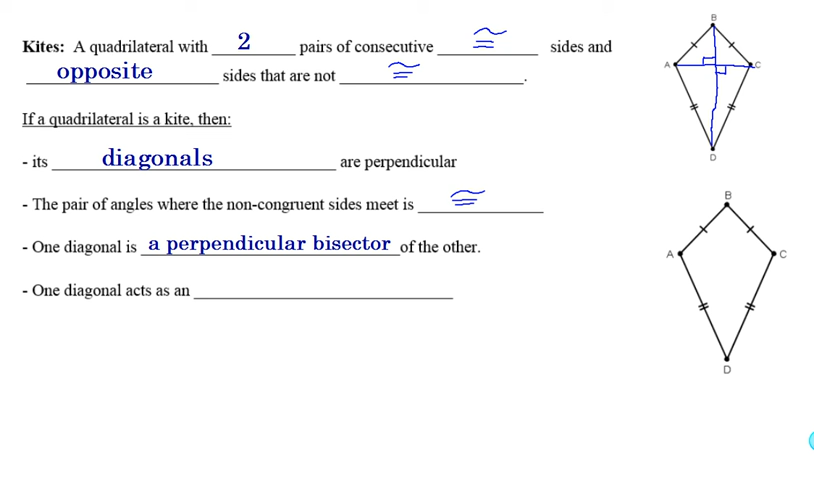 Kites: A quadrilateral with 2 pairs of consecutive ≅ sides and
opposite sides that are not ≅.
If a quadrilateral is a kite, then:
- its diagonals are perpendicular
- The pair of angles where the non-congruent sides meet is ≅
- One diagonal is a perpendicular bisector of the other.
- One diagonal acts as an
B
A
C
D
B
A
C
D